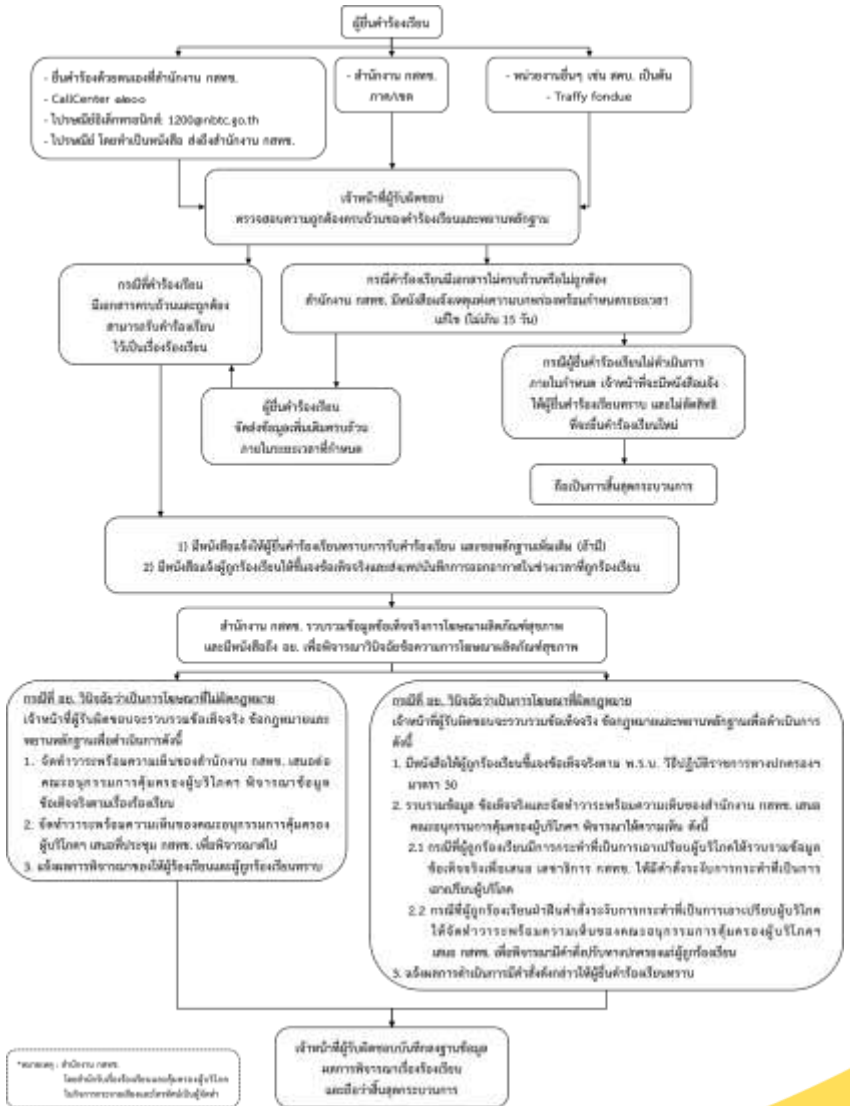 ผู้ยื่นคำร้องเรียน
- ยื่นคำร้องด้วยตนเองที่สำนักงาน กสทช.
- CallCenter ๑๒๐๐
- ไปรษณีย์อิเล็กทรอนิกส์: 1200@nbtc.go.th
- ไปรษณีย์ โดยทำเป็นหนังสือ ส่งถึงสำนักงาน กสทช.
- สำนักงาน กสทช.
ภาค/เขต
- หน่วยงานอื่นๆ เช่น สคบ. เป็นต้น
- Traffy fondue
เจ้าหน้าที่ผู้รับผิดชอบ
ตรวจสอบความถูกต้องครบถ้วนของคำร้องเรียนและพยานหลักฐาน
กรณีที่คำร้องเรียน
มีเอกสารครบถ้วนและถูกต้อง
สามารถรับคำร้องเรียน
ไว้เป็นเรื่องร้องเรียน
กรณีคำร้องเรียนมีเอกสารไม่ครบถ้วนหรือไม่ถูกต้อง
สำนักงาน กสทช. มีหนังสือแจ้งเหตุแห่งความบกพร่องพร้อมกำหนดระยะเวลา
แก้ไข (ไม่เกิน 15 วัน)
ผู้ยื่นคำร้องเรียน
จัดส่งข้อมูลเพิ่มเติมครบถ้วน
ภายในระยะเวลาที่กำหนด
กรณีผู้ยื่นคำร้องเรียนไม่ดำเนินการ
ภายในกำหนด เจ้าหน้าที่จะมีหนังสือแจ้ง
ให้ผู้ยื่นคำร้องเรียนทราบ และไม่ตัดสิทธิ
ที่จะยื่นคำร้องเรียนใหม่
ถือเป็นการสิ้นสุดกระบวนการ
1) มีหนังสือแจ้งให้ผู้ยื่นคำร้องเรียนทราบการรับคำร้องเรียน และขอหลักฐานเพิ่มเติม (ถ้ามี)
2) มีหนังสือแจ้งผู้ถูกร้องเรียนให้ชี้แจงข้อเท็จจริงและส่งเทปบันทึกการออกอากาศในช่วงเวลาที่ถูกร้องเรียน
สำนักงาน กสทช. รวบรวมข้อมูลข้อเท็จจริงการโฆษณาผลิตภัณฑ์สุขภาพ
และมีหนังสือถึง อย. เพื่อพิจารณาวินิจฉัยข้อความการโฆษณาผลิตภัณฑ์สุขภาพ
กรณีที่ อย. วินิจฉัยว่าเป็นการโฆษณาที่ไม่ผิดกฎหมาย
เจ้าหน้าที่ผู้รับผิดชอบจะรวบรวมข้อเท็จจริง ข้อกฎหมายและ
พยานหลักฐานเพื่อดำเนินการดังนี้
1. จัดทำวาระพร้อมความเห็นของสำนักงาน กสทช. เสนอต่อ
คณะอนุกรรมการคุ้มครองผู้บริโภคฯ พิจารณาข้อมูล
ข้อเท็จจริงตามเรื่องร้องเรียน
2. จัดทำวาระพร้อมความเห็นของคณะอนุกรรมการคุ้มครอง
ผู้บริโภคฯ เสนอที่ประชุม กสทช. เพื่อพิจารณาต่อไป
3. แจ้งผลการพิจารณาของให้ผู้ร้องเรียนและผู้ถูกร้องเรียนทราบ
กรณีที่ อย. วินิจฉัยว่าเป็นการโฆษณาที่ผิดกฎหมาย
เจ้าหน้าที่ผู้รับผิดชอบจะรวบรวมข้อเท็จจริง ข้อกฎหมายและพยานหลักฐานเพื่อดำเนินการ
ดังนี้
1. มีหนังสือให้ผู้ถูกร้องเรียนชี้แจงข้อเท็จจริงตาม พ.ร.บ. วิธีปฏิบัติราชการทางปกครองฯ
มาตรา 30
2. รวบรวมข้อมูล ข้อเท็จจริงและจัดทำวาระพร้อมความเห็นของสำนักงาน กสทช. เสนอ
คณะอนุกรรมการคุ้มครองผู้บริโภคฯ พิจารณาให้ความเห็น ดังนี้
2.1 กรณีที่ผู้ถูกร้องเรียนมีการกระทำที่เป็นการเอาเปรียบผู้บริโภคให้รวบรวมข้อมูล
ข้อเท็จจริงเพื่อเสนอ เลขาธิการ กสทช. ให้มีคำสั่งระงับการกระทำที่เป็นการ
เอาเปรียบผู้บริโภค
2.2 กรณีที่ผู้ถูกร้องเรียนฝ่าฝืนคำสั่งระงับการกระทำที่เป็นการเอาเปรียบผู้บริโภค
ให้จัดทำวาระพร้อมความเห็นของคณะอนุกรรมการคุ้มครองผู้บริโภคฯ
เสนอ กสทช. เพื่อพิจารณามีคำสั่งปรับทางปกครองแก่ผู้ถูกร้องเรียน
3. แจ้งผลการดำเนินการมีคำสั่งดังกล่าวให้ผู้ยื่นคำร้องเรียนทราบ
เจ้าหน้าที่ผู้รับผิดชอบบันทึกลงฐานข้อมูล
ผลการพิจารณาเรื่องร้องเรียน
และถือว่าสิ้นสุดกระบวนการ
*หมายเหตุ : สำนักงาน กสทช.
โดยสำนักรับเรื่องร้องเรียนและคุ้มครองผู้บริโภค
ในกิจการกระจายเสียงและโทรทัศน์เป็นผู้จัดทำ